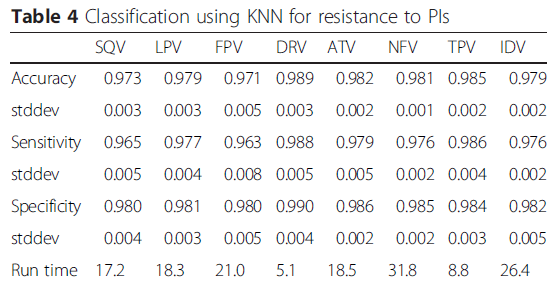 Table 4 Classification using KNN for resistance to PIs
SQV LPV FPV DRV ATV NFV TPV IDV
Accuracy 0.973 0.979 0.971 0.989 0.982 0.981 0.985 0.979
stddev 0.003 0.003 0.005 0.003 0.002 0.001 0.002 0.002
Sensitivity 0.965 0.977 0.963 0.988 0.979 0.976 0.986 0.976
stddev 0.005 0.004 0.008 0.005 0.005 0.002 0.004 0.002
Specificity 0.980 0.981 0.980 0.990 0.986 0.985 0.984 0.982
stddev 0.004 0.003 0.005 0.004 0.002 0.002 0.003 0.005
Run time 17.2 18.3 21.0 5.1 18.5 31.8 8.8 26.4